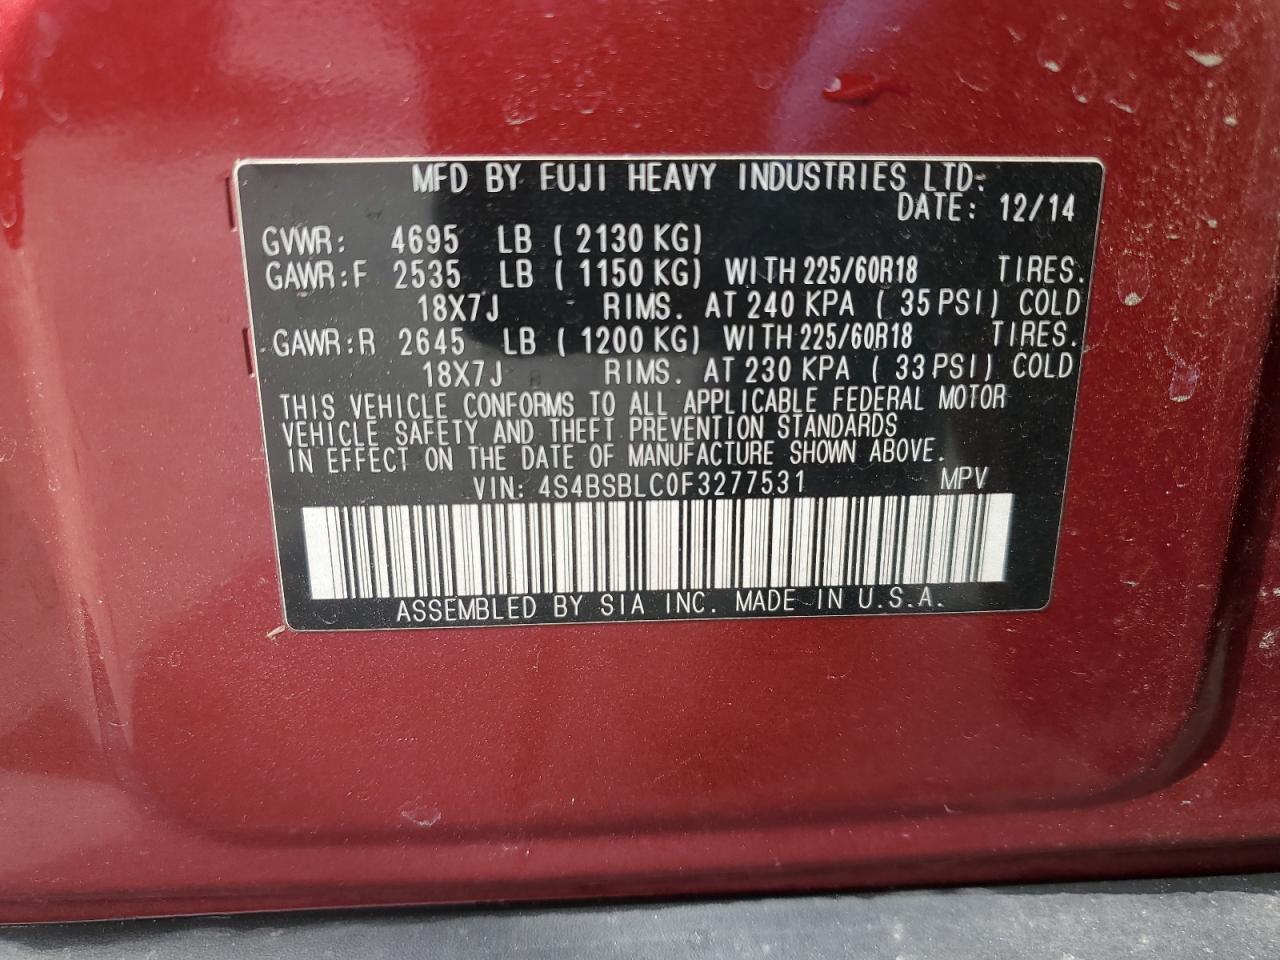 MFD BY FUJI HEAVY INDUSTRIES LTD.
DATE: 12/14
GVWR: 4695 LB ( 2130 KG)
GAWR:F 2535 LB ( 1150 KG) WITH 225/60R18 TIRES.
18X7J RIMS. AT 240 KPA ( 35 PSI) COLD
GAWR:R 2645 LB ( 1200 KG) WITH 225/60R18 TIRES.
18X7J RIMS. AT 230 KPA ( 33 PSI) COLD
THIS VEHICLE CONFORMS TO ALL APPLICABLE FEDERAL MOTOR
VEHICLE SAFETY AND THEFT PREVENTION STANDARDS
IN EFFECT ON THE DATE OF MANUFACTURE SHOWN ABOVE.
VIN: 4S4BSBLC0F3277531 MPV
ASSEMBLED BY SIA INC. MADE IN U.S.A.